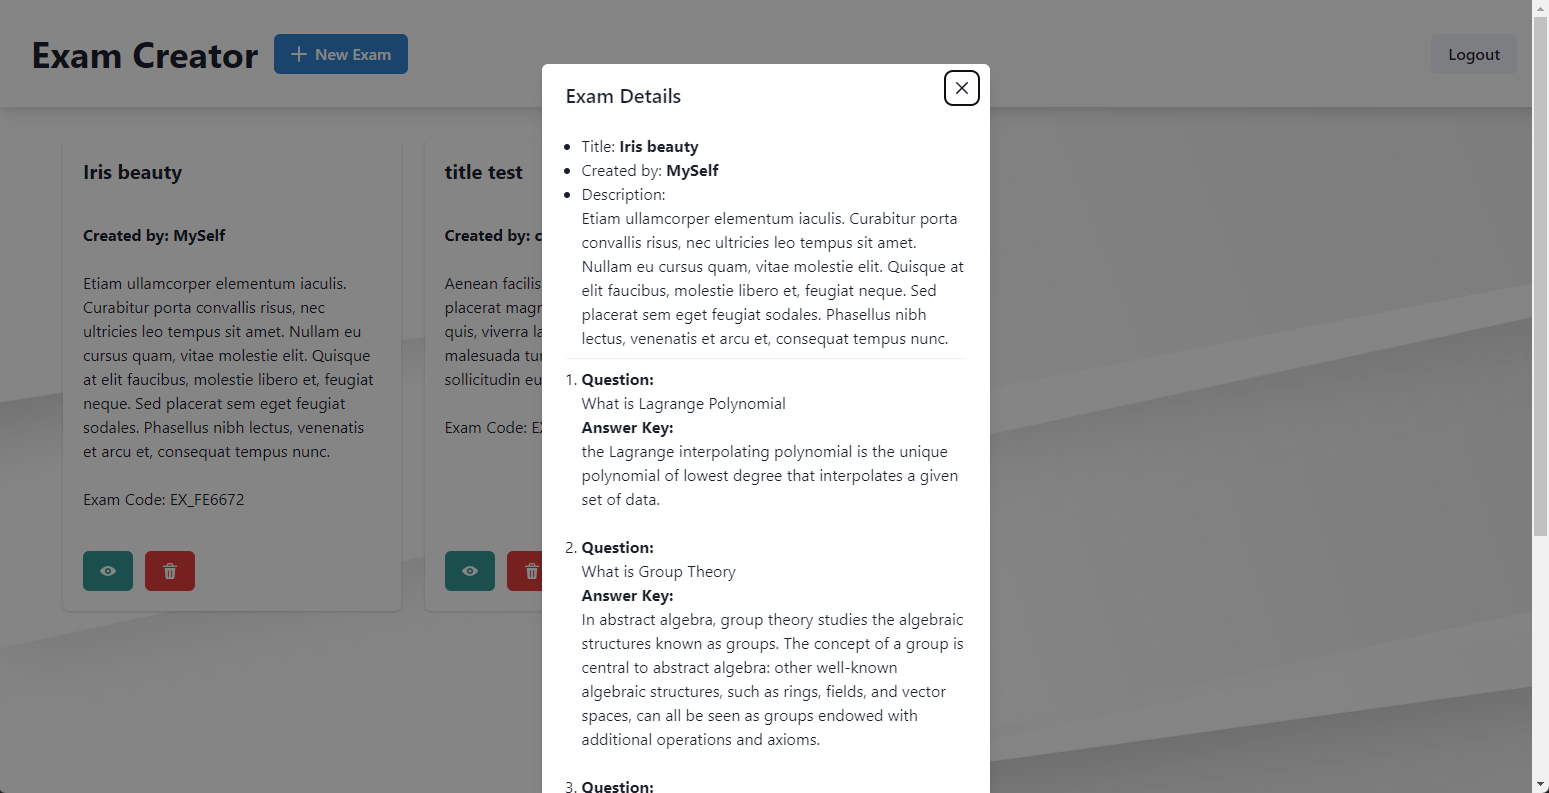 Exam Creator
New Exam
Logout
Iris beauty
Created by: MySelf
Etiam ullamcorper elementum iaculis.
Curabitur porta convallis risus, nec
ultricies leo tempus sit amet. Nullam eu
cursus quam, vitae molestie elit. Quisque
at elit faucibus, molestie libero et, feugiat
neque. Sed placerat sem eget feugiat
sodales. Phasellus nibh lectus, venenatis
et arcu et, consequat tempus nunc.
Exam Code: EX_FE6672
title test
Created by: c
Aenean facilis
placerat magn
quis, viverra la
malesuada tur
sollicitudin eu
Exam Code: EX
Exam Details
Title: Iris beauty
Created by: MySelf
Description:
Etiam ullamcorper elementum iaculis. Curabitur porta
convallis risus, nec ultricies leo tempus sit amet.
Nullam eu cursus quam, vitae molestie elit. Quisque at
elit faucibus, molestie libero et, feugiat neque. Sed
placerat sem eget feugiat sodales. Phasellus nibh
lectus, venenatis et arcu et, consequat tempus nunc.
1. Question:
What is Lagrange Polynomial
Answer Key:
the Lagrange interpolating polynomial is the unique
polynomial of lowest degree that interpolates a given
set of data.
2. Question:
What is Group Theory
Answer Key:
In abstract algebra, group theory studies the algebraic
structures known as groups. The concept of a group is
central to abstract algebra: other well-known
algebraic structures, such as rings, fields, and vector
spaces, can all be seen as groups endowed with
additional operations and axioms.
3. Question: